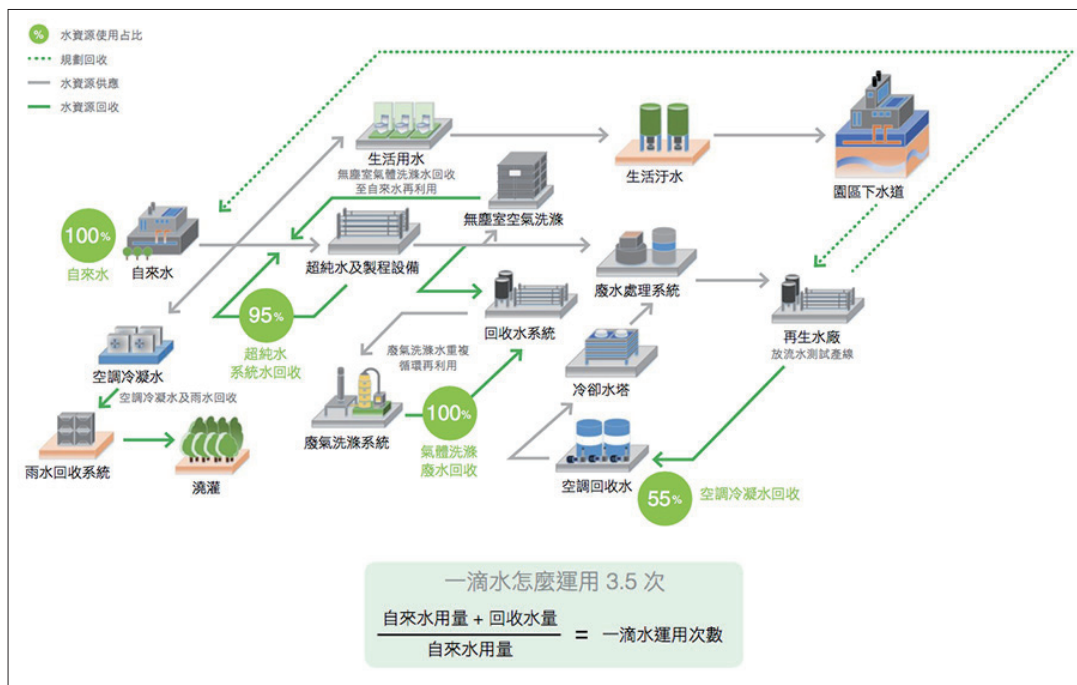 % 水資源使用占比
規劃回收
水資源供應
水資源回收
生活用水
無塵室氣體洗滌水回收
至自來水再利用
生活汙水
園區下水道
無塵室空氣洗滌
100%
自來水
自來水
超純水及製程設備
廢水處理系統
95%
超純水
系統水回收
回收水系統
再生水廠
放流水測試產線
廢氣洗滌水重複
循環再利用
冷卻水塔
空調冷凝水
空調冷凝水及雨水回收
廢氣洗滌系統
100%
氣體洗滌
廢水回收
雨水回收系統
澆灌
空調回收水
55%
空調冷凝水回收
一滴水怎麼運用 3.5 次
自來水用量 + 回收水量
自來水用量
= 一滴水運用次數